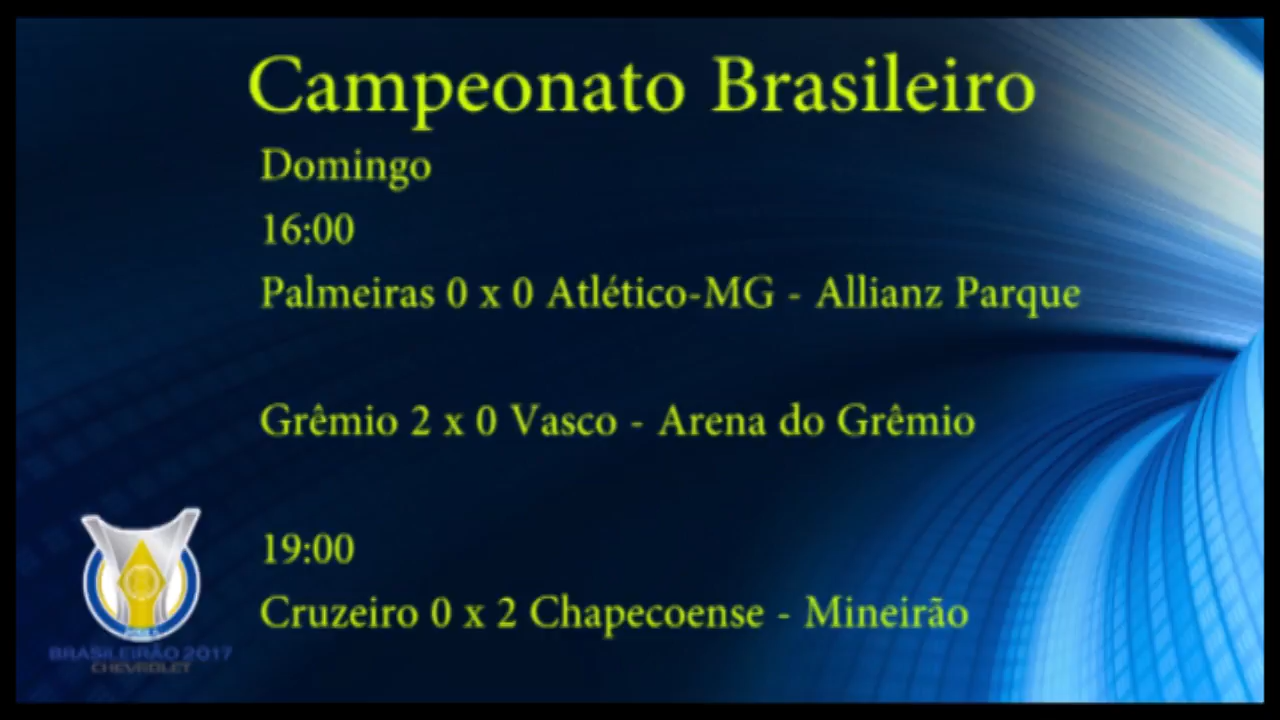 Campeonato Brasileiro
Domingo
16:00
Palmeiras 0 x 0 Atlético-MG - Allianz Parque
Grêmio 2 x 0 Vasco - Arena do Grêmio
19:00
Cruzeiro 0 x 2 Chapecoense - Mineirão
BRASILEIRÃO 2017
CHEVROLET